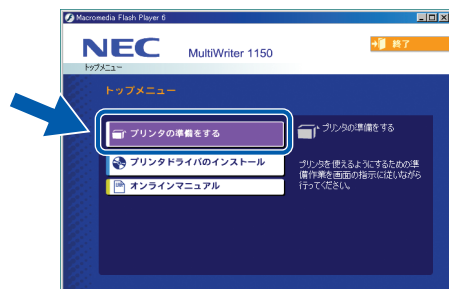 Macromedia Flash Player 6
NEC MultiWriter 1150
終了
トップメニュー
トップメニュー
プリンタの準備をする
プリンタドライバのインストール
オンラインマニュアル
プリンタの準備をする
プリンタを使えるようにするための準
備作業を画面の指示に従いながら
行ってください。